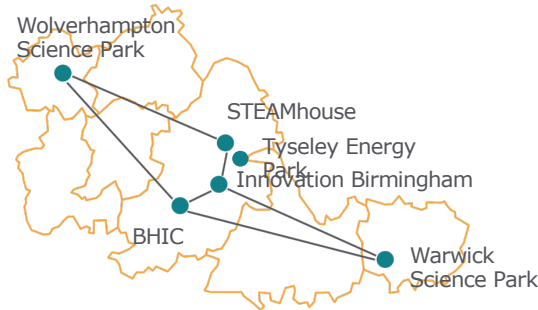 Wolverhampton
Science Park
STEAMhouse
Tyseley Energy
Park
Innovation Birmingham
BHIC
Warwick
Science Park